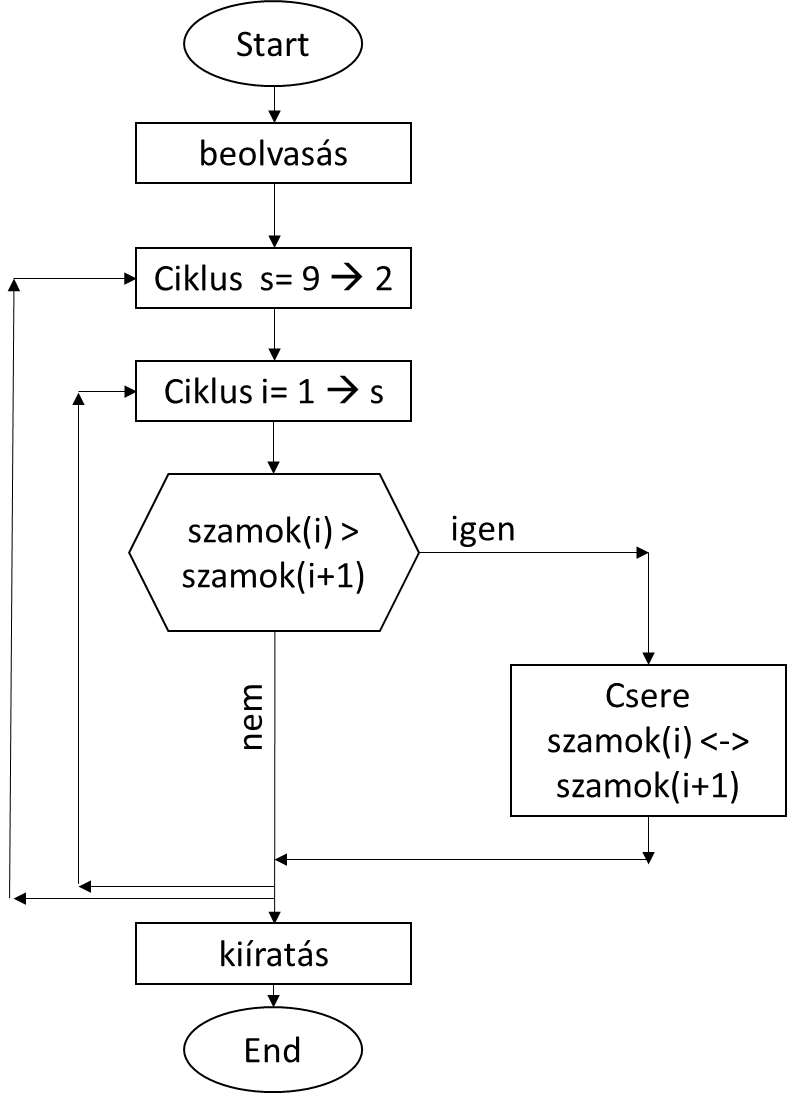 Start
beolvasás
Ciklus  s= 9 → 2
Ciklus i= 1 → s
szamok(i) >
szamok(i+1)
igen
nem
Csere
szamok(i) <->
szamok(i+1)
kiíratás
End